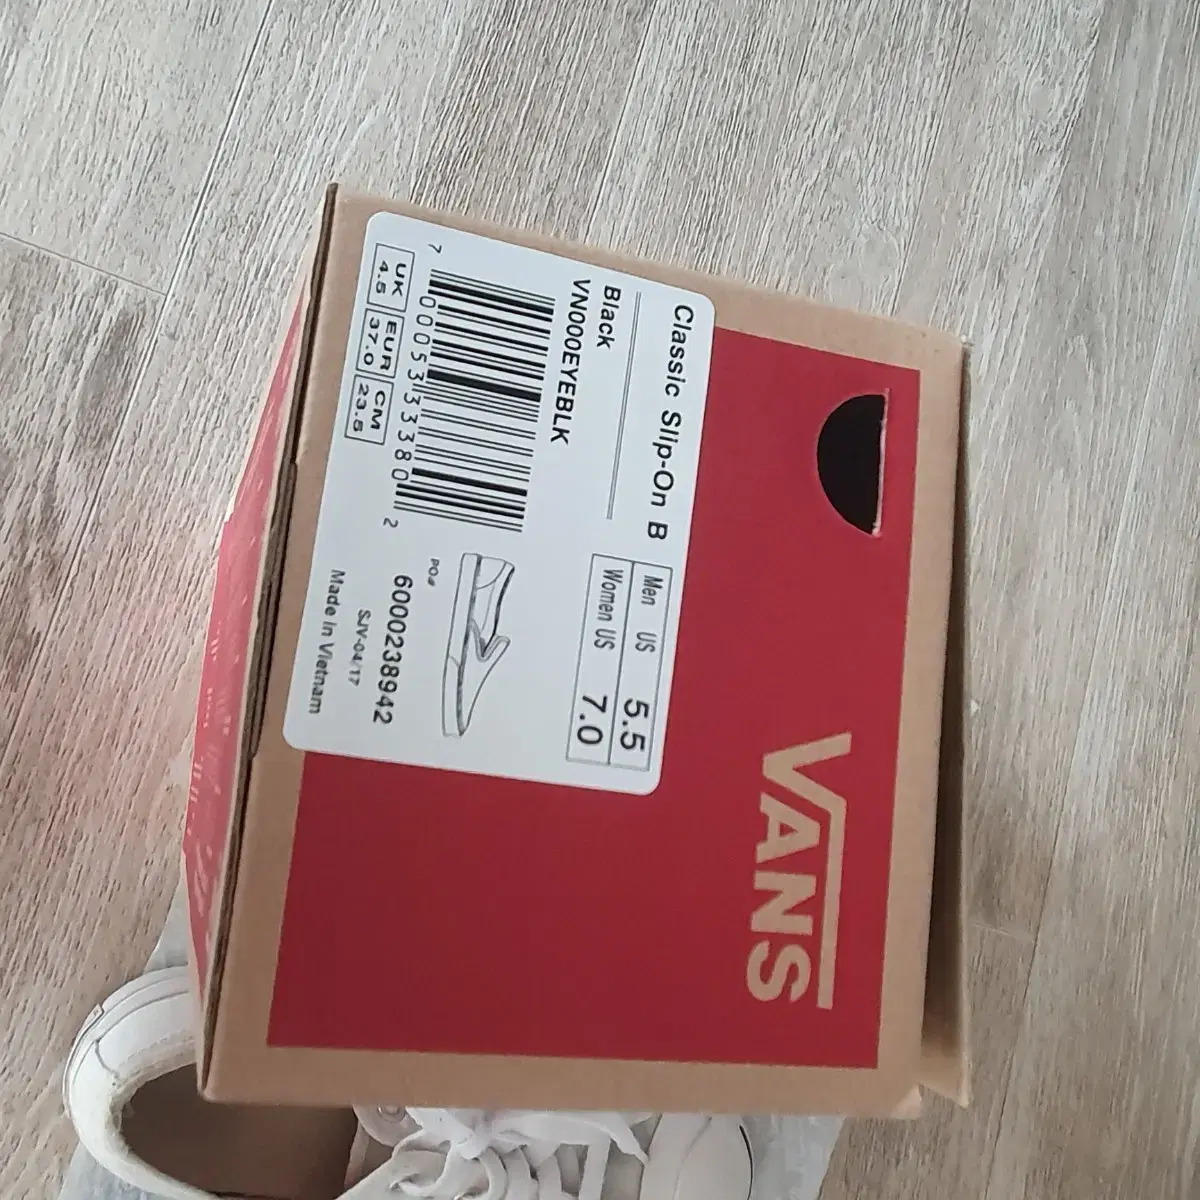 Classic Slip-On B
Black
VN000EYEBLK
Men US 5.5
Women US 7.0
7 00053 33380 2
UK EUR CM
4.5 37.0 23.5
PO#
6000238942
SJV-04/17
Made in Vietnam
VANS